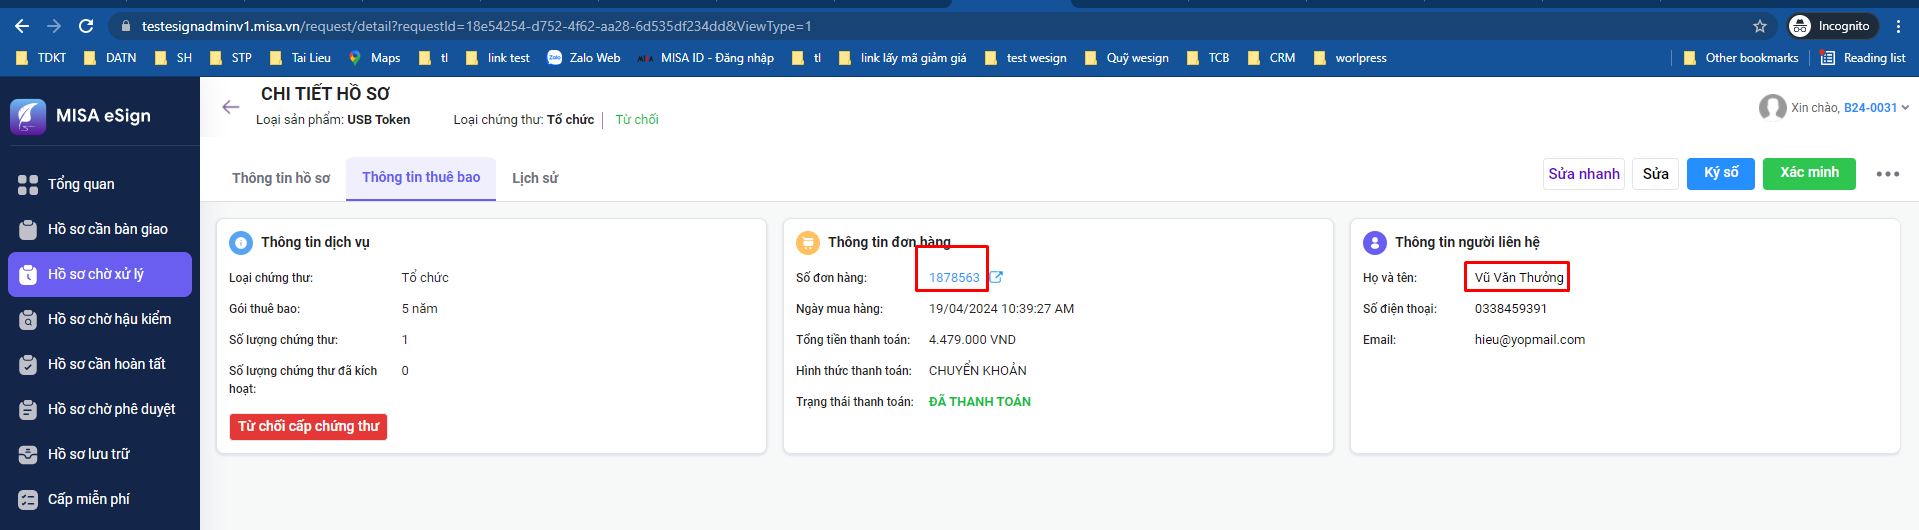 testesignadminv1.misa.vn/request/detail?requestId=18e54254-d752-4f62-aa28-6d535df234dd&ViewType=1
Incognito
TDKT DATN SH STP Tai Lieu Maps tl link test Zalo Web MISA ID - Đăng nhập tl link lấy mã giảm giá test wesign Quỹ wesign TCB CRM worlpress Other bookmarks Reading list
MISA eSign
CHI TIẾT HỒ SƠ
Loại sản phẩm: USB Token Loại chứng thư: Tổ chức Từ chối
Xin chào, B24-0031
Tổng quan
Hồ sơ cần bàn giao
Hồ sơ chờ xử lý
Hồ sơ chờ hậu kiểm
Hồ sơ cần hoàn tất
Hồ sơ chờ phê duyệt
Hồ sơ lưu trữ
Cấp miễn phí
Thông tin hồ sơ Thông tin thuê bao Lịch sử
Sửa nhanh Sửa Ký số Xác minh
Thông tin dịch vụ
Loại chứng thư: Tổ chức
Gói thuê bao: 5 năm
Số lượng chứng thư: 1
Số lượng chứng thư đã kích 0
hoạt:
Từ chối cấp chứng thư
Thông tin đơn hàng
Số đơn hàng: 1878563
Ngày mua hàng: 19/04/2024 10:39:27 AM
Tổng tiền thanh toán: 4.479.000 VND
Hình thức thanh toán: CHUYỂN KHOẢN
Trạng thái thanh toán: ĐÃ THANH TOÁN
Thông tin người liên hệ
Họ và tên: Vũ Văn Thưởng
Số điện thoại: 0338459391
Email: hieu@yopmail.com